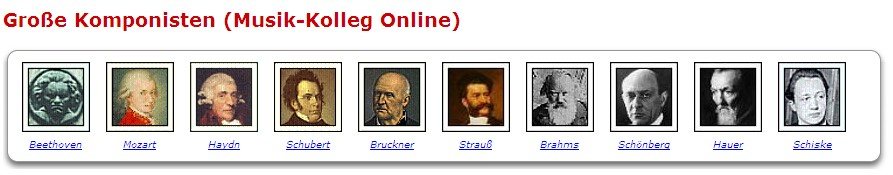 Große Komponisten (Musik-Kolleg Online)
Beethoven Mozart Haydn Schubert Bruckner Strauß Brahms Schönberg Hauer Schiske